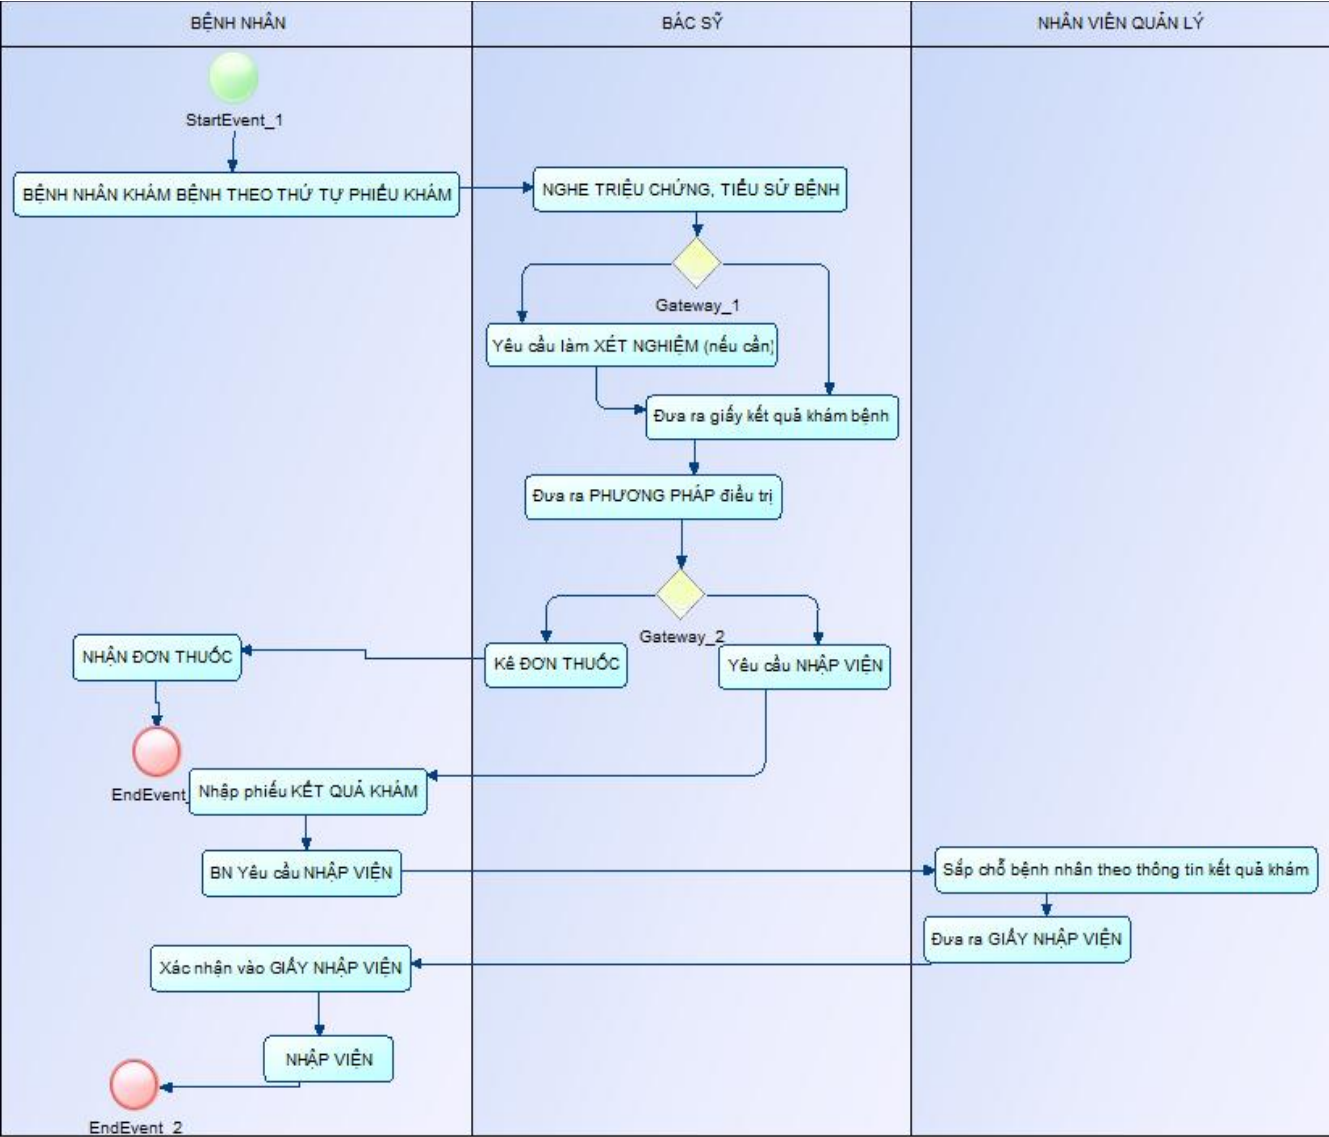 BỆNH NHÂN
BÁC SỸ
NHÂN VIÊN QUẢN LÝ
StartEvent_1
BỆNH NHÂN KHÁM BỆNH THEO THỨ TỰ PHIẾU KHÁM
NGHE TRIỆU CHỨNG, TIỂU SỬ BỆNH
Gateway_1
Yêu cầu làm XÉT NGHIỆM (nếu cần)
Đưa ra giấy kết quả khám bệnh
Đưa ra PHƯƠNG PHÁP điều trị
Gateway_2
NHẬN ĐƠN THUỐC
Kê ĐƠN THUỐC
Yêu cầu NHẬP VIỆN
EndEvent_
Nhập phiếu KẾT QUẢ KHÁM
BN Yêu cầu NHẬP VIỆN
Sắp chỗ bệnh nhân theo thông tin kết quả khám
Đưa ra GIẤY NHẬP VIỆN
Xác nhận vào GIẤY NHẬP VIỆN
NHẬP VIỆN
EndEvent_2